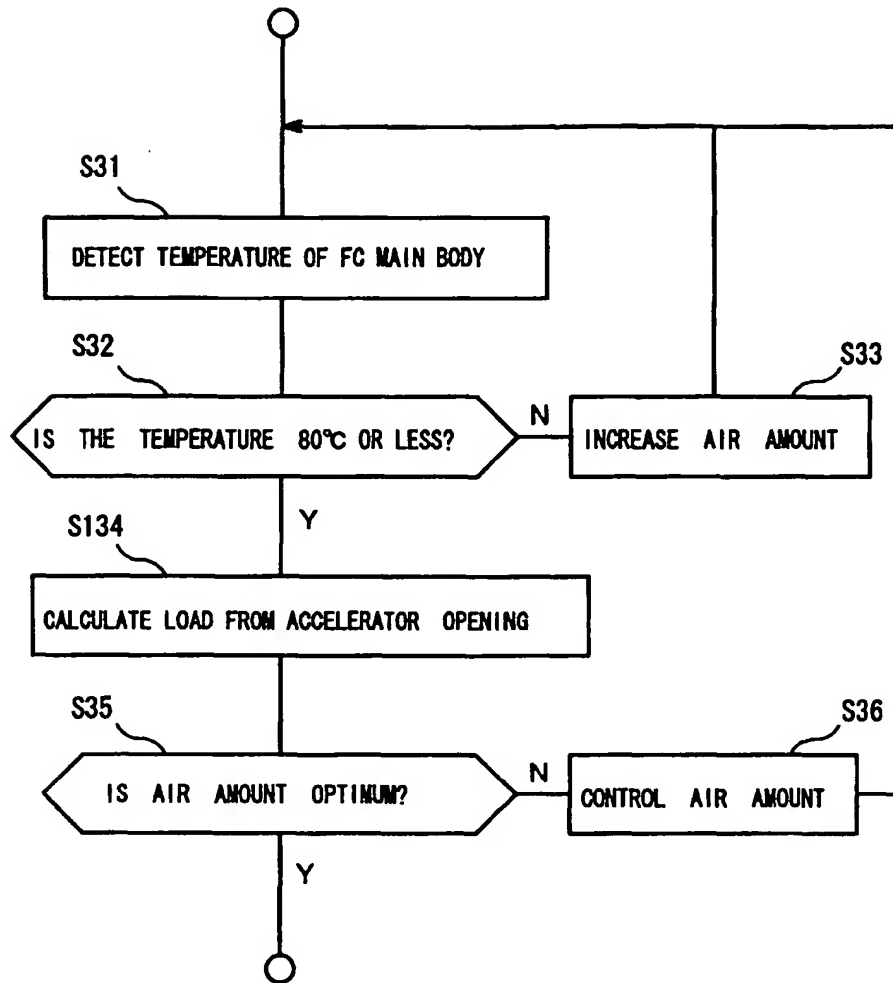 S31
DETECT TEMPERATURE OF FC MAIN BODY
S32
IS THE TEMPERATURE 80℃ OR LESS?
N
S33
INCREASE AIR AMOUNT
Y
S134
CALCULATE LOAD FROM ACCELERATOR OPENING
S35
IS AIR AMOUNT OPTIMUM?
N
S36
CONTROL AIR AMOUNT
Y